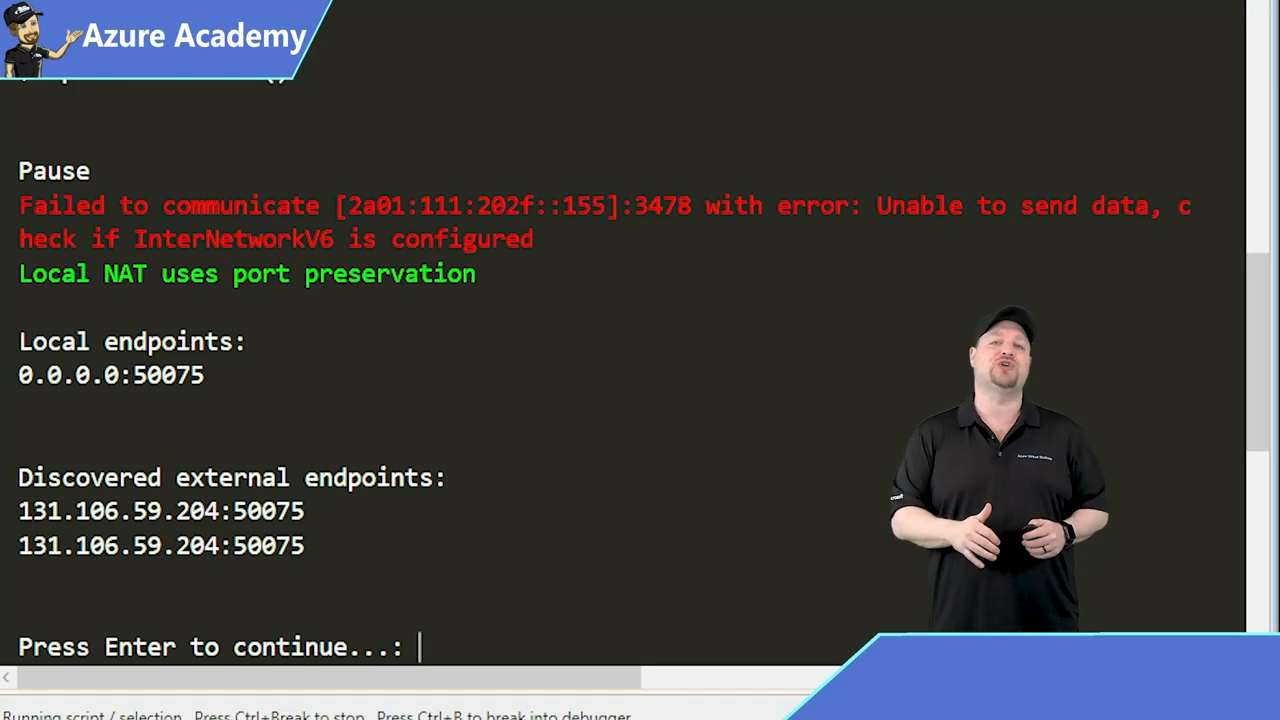 Azure Academy
Pause
Failed to communicate [2a01:111:202f::155]:3478 with error: Unable to send data, c
heck if InterNetworkV6 is configured
Local NAT uses port preservation
Local endpoints:
0.0.0.0:50075
Discovered external endpoints:
131.106.59.204:50075
131.106.59.204:50075
Azure Virtual Desktop
Press Enter to continue...:
Running script / selection. Press Ctrl+Break to stop. Press Ctrl+B to break into debugger.